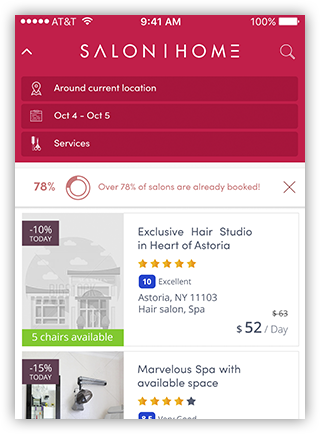 AT&T 9:41 AM 100%
SALON|HOME
Around current location
Oct 4 - Oct 5
Services
78% Over 78% of salons are already booked!
-10%
TODAY
5 chairs available
Exclusive Hair Studio
in Heart of Astoria
10 Excellent
Astoria, NY 11103
Hair salon, Spa
$ 63
$ 52 / Day
-15%
TODAY
Marvelous Spa with
available space
8.5 Very Good